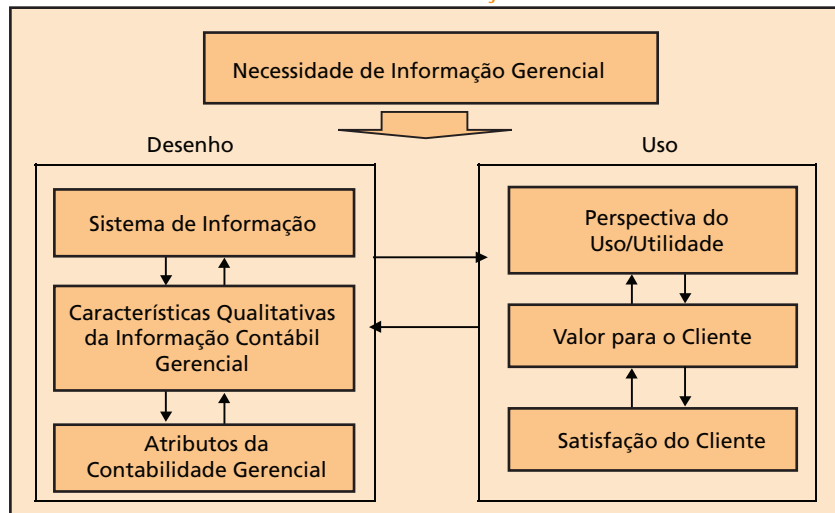 Necessidade de Informação Gerencial
Desenho
Sistema de Informação
Características Qualitativas
da Informação Contábil
Gerencial
Atributos da
Contabilidade Gerencial
Uso
Perspectiva do
Uso/Utilidade
Valor para o Cliente
Satisfação do Cliente